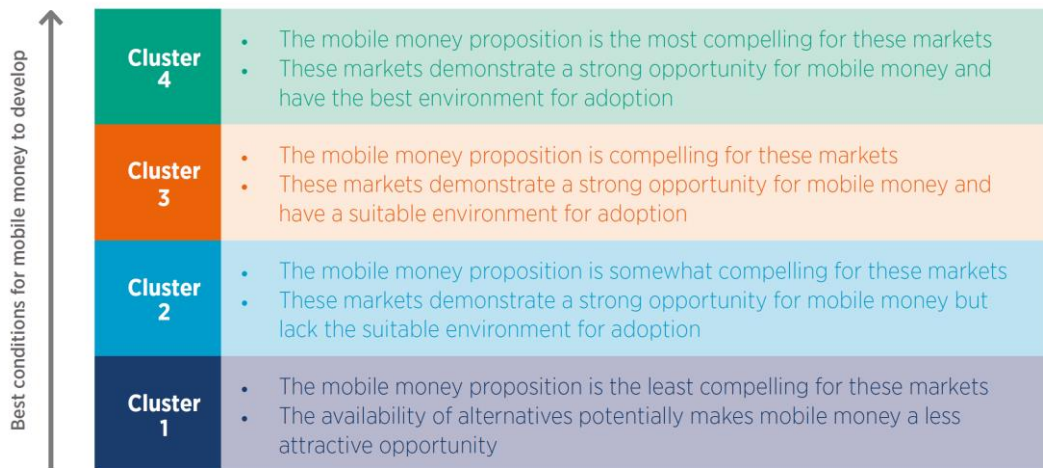 Best conditions for mobile money to develop
Cluster
4
• The mobile money proposition is the most compelling for these markets
• These markets demonstrate a strong opportunity for mobile money and
have the best environment for adoption
Cluster
3
• The mobile money proposition is compelling for these markets
• These markets demonstrate a strong opportunity for mobile money and
have a suitable environment for adoption
Cluster
2
• The mobile money proposition is somewhat compelling for these markets
• These markets demonstrate a strong opportunity for mobile money but
lack the suitable environment for adoption
Cluster
1
• The mobile money proposition is the least compelling for these markets
• The availability of alternatives potentially makes mobile money a less
attractive opportunity